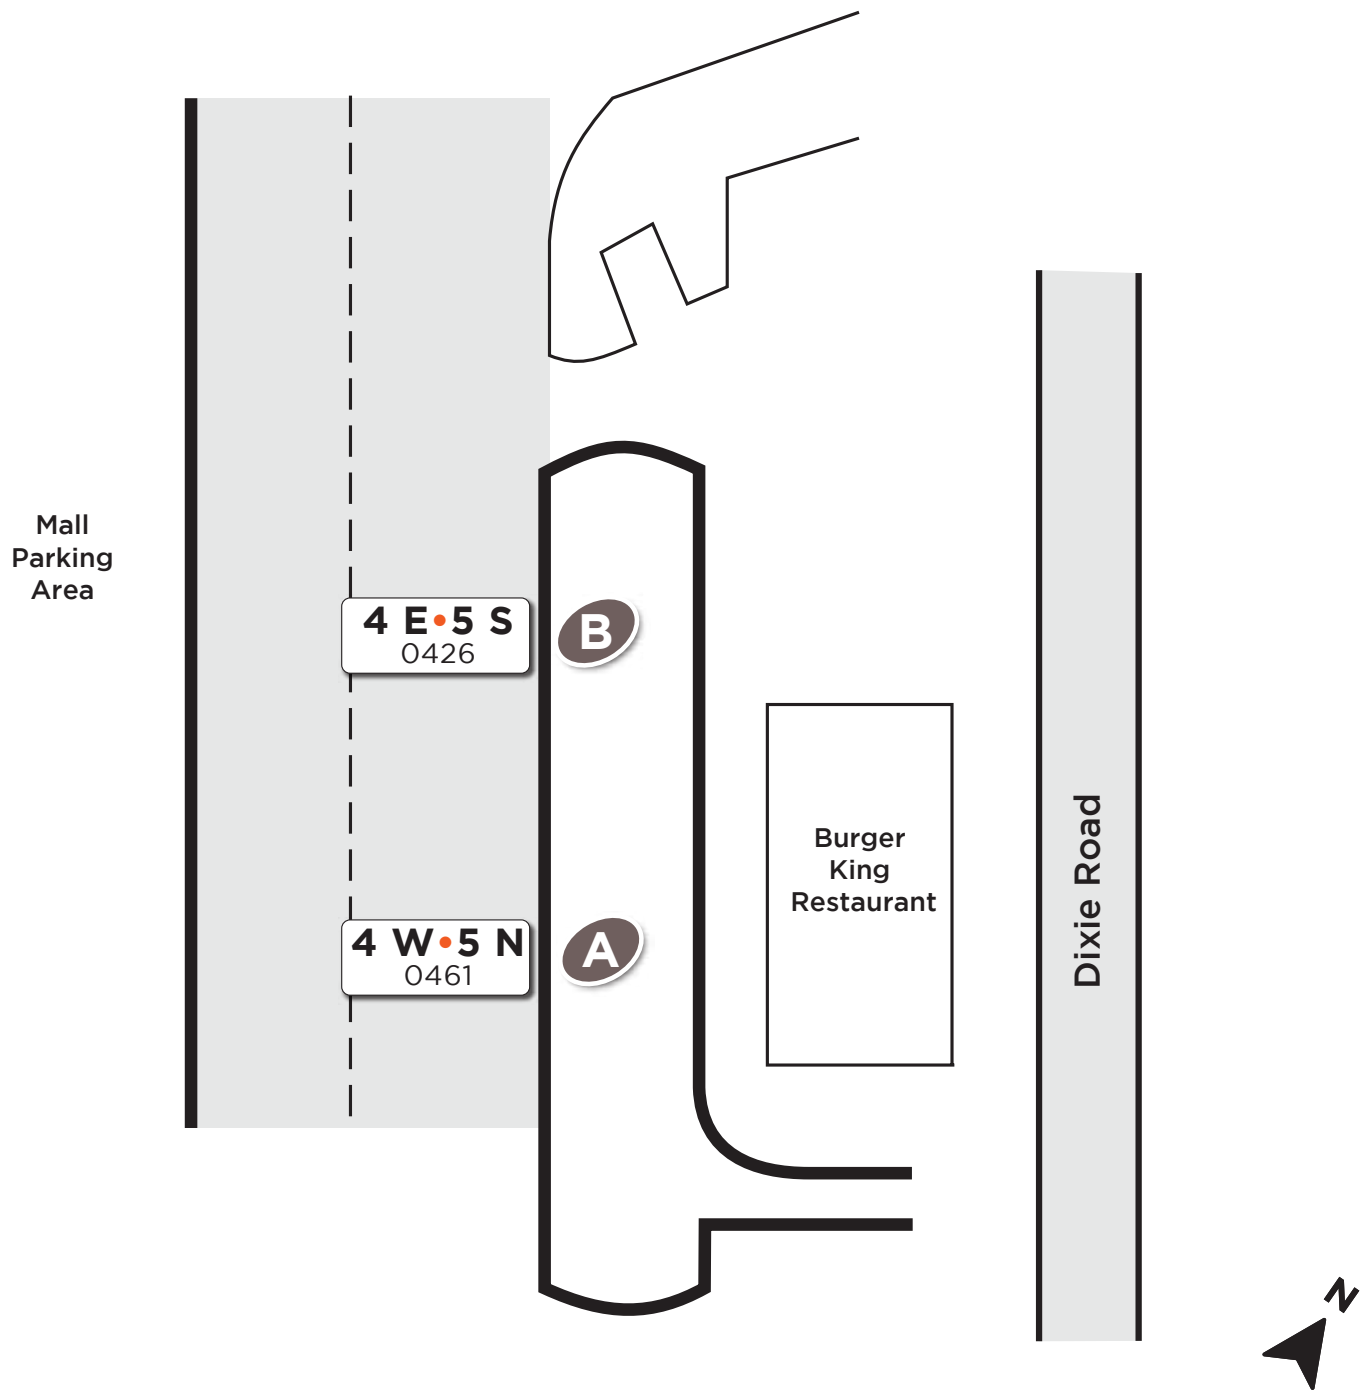 Mall
Parking
Area
4 E•5 S
0426
B
4 W•5 N
0461
A
Burger
King
Restaurant
Dixie Road
N